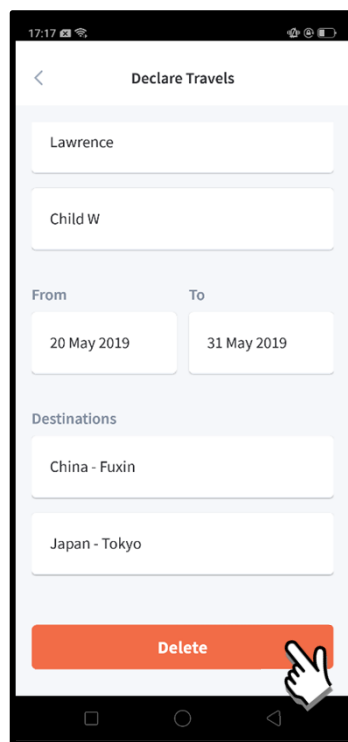 17:17
Declare Travels
Lawrence
Child W
From To
20 May 2019 31 May 2019
Destinations
China - Fuxin
Japan - Tokyo
Delete